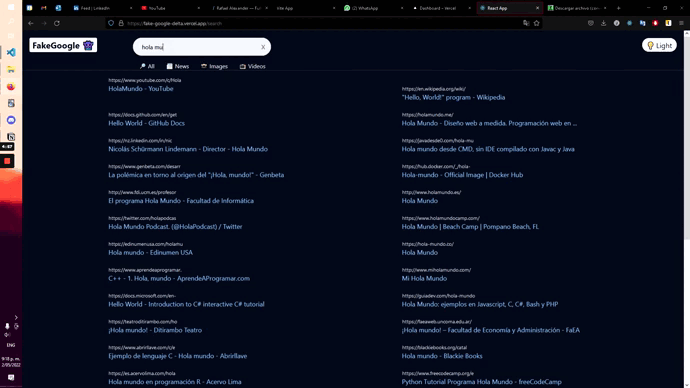 Feed | LinkedIn
YouTube
Rafael Alexander
Vite App
(2) WhatsApp
Dashboard – Vercel
React App
Descargar archivo
https://fake-google-delta.vercel.app/search
FakeGoogle
hola mu
X
Light
All
News
Images
Videos
https://www.youtube.com/c/Hola
HolaMundo - YouTube
https://docs.github.com/en/get
Hello World - GitHub Docs
https://nz.linkedin.com/in/nic
Nicolás Schürmann Lindemann - Director - Hola Mundo
https://www.genbeta.com/desarr
La polémica en torno al origen del "¡Hola, mundo!" - Genbeta
http://www.fdi.ucm.es/profesor
El programa Hola Mundo - Facultad de Informática
https://twitter.com/holapodcas
Hola Mundo Podcast. (@HolaPodcast) / Twitter
https://edinumenusa.com/holamu
Hola mundo - Edinumen USA
https://www.aprendeaprogramar.
C++ - 1. Hola, mundo - AprendeAProgramar.com
https://docs.microsoft.com/en-
Hello World - Introduction to C# interactive C# tutorial
https://teatroditirambo.com/ho
¡Hola mundo! - Ditirambo Teatro
https://www.abrirllave.com/c/e
Ejemplo de lenguaje C - Hola mundo - Abrirllave
https://es.acervolima.com/hola
Hola mundo en programación R - Acervo Lima
https://en.wikipedia.org/wiki/
"Hello, World!" program - Wikipedia
https://holamundo.me/
Hola Mundo - Diseño web a medida. Programación web en ...
https://javadesde0.com/hola-mu
Hola mundo desde CMD, sin IDE compilado con Javac y Java
https://hub.docker.com/_/hola-
Hola-mundo - Official Image | Docker Hub
http://www.holamundo.es/
Hola Mundo
https://www.holamundocamp.com/
Hola Mundo | Beach Camp | Pompano Beach, FL
https://hola-mundo.cc/
Hola Mundo
https://www.miholamundo.com/
Mi Hola Mundo
https://guiadev.com/hola-mundo
Hola Mundo: ejemplos en Javascript, C, C#, Bash y PHP
https://faeaweb.uncoma.edu.ar/
¡Hola mundo! – Facultad de Economía y Administración - FaEA
https://blackiebooks.org/catal
Hola mundo - Blackie Books
https://www.freecodecamp.org/e
Python Tutorial Programa Hola Mundo - freeCodeCamp
ENG
9:18 p. m.
2/05/2022